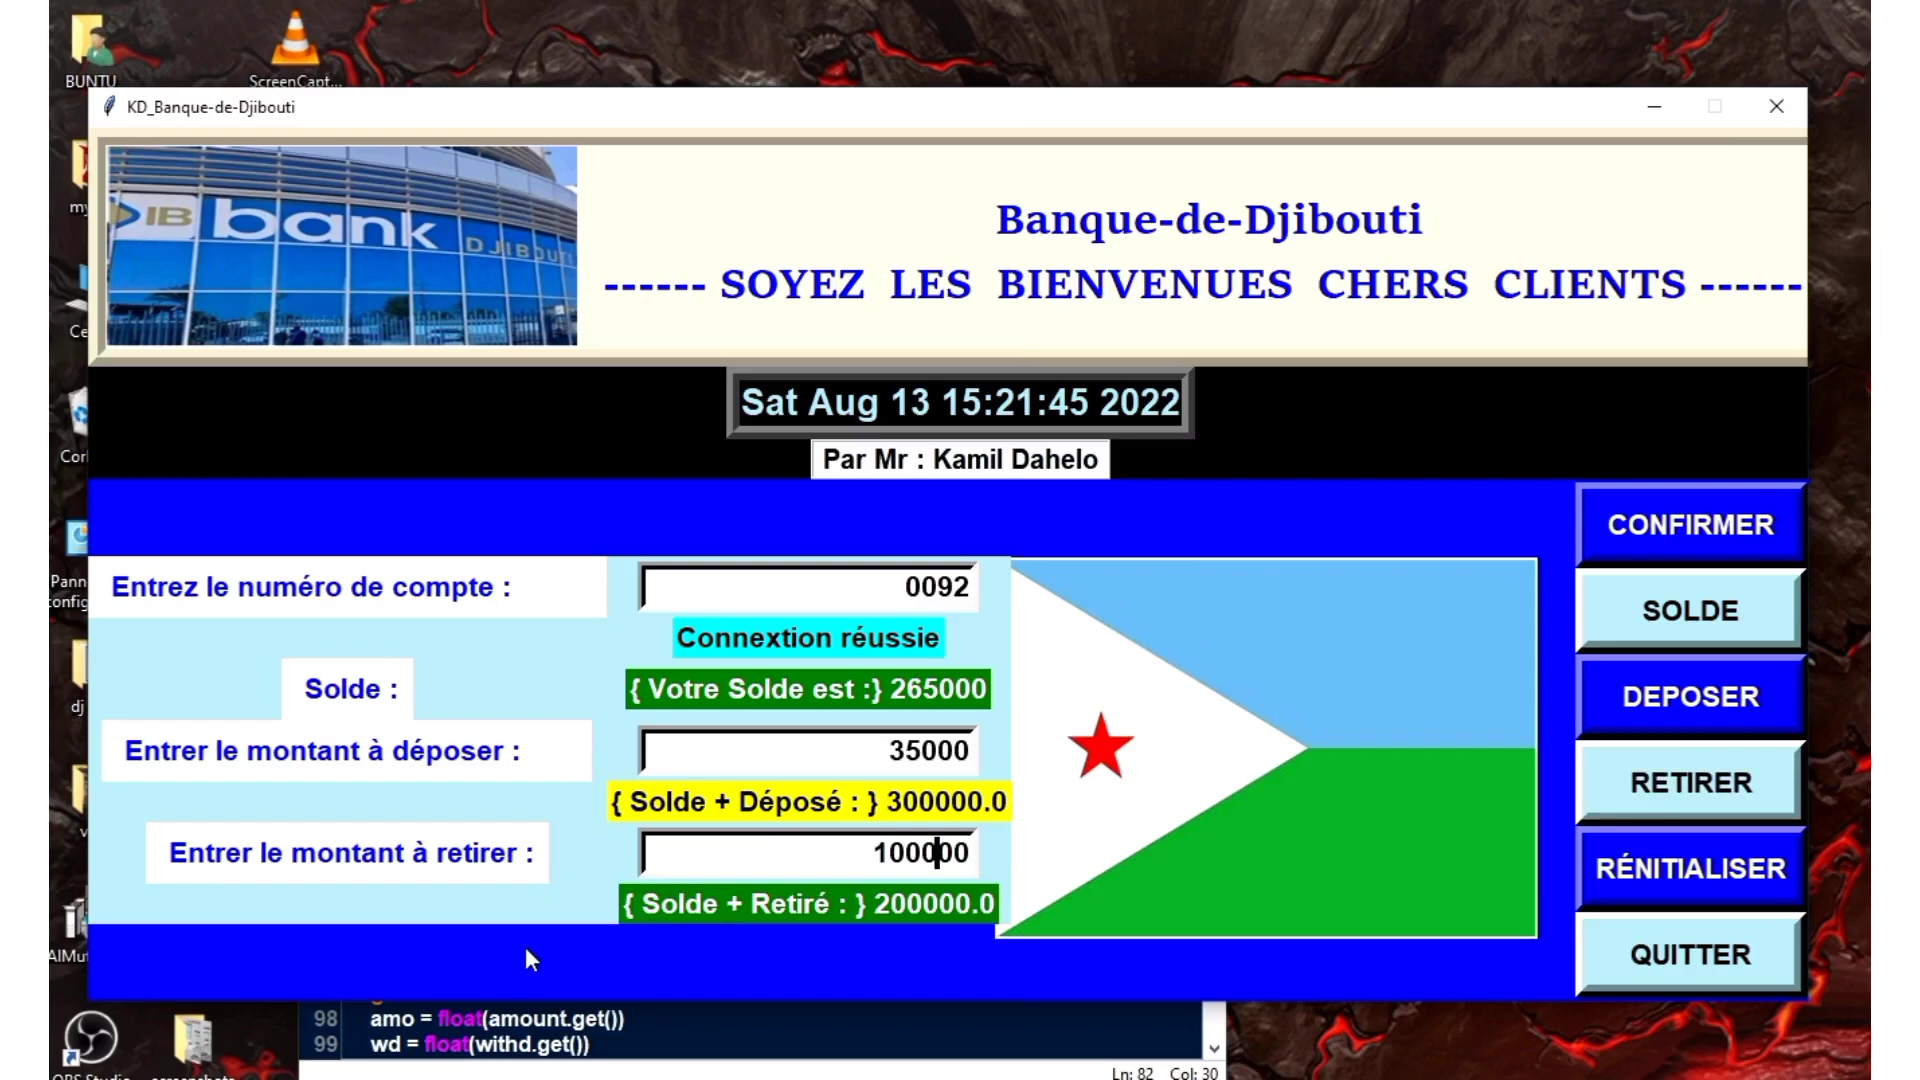 BUNTU
ScreenCapt...
KD_Banque-de-Djibouti
IB bank
DJIBOUTI
Banque-de-Djibouti
------ SOYEZ LES BIENVENUES CHERS CLIENTS ------
Sat Aug 13 15:21:45 2022
Par Mr : Kamil Dahelo
CONFIRMER
Entrez le numéro de compte :
0092
SOLDE
Connextion réussie
Solde :
{ Votre Solde est :} 265000
DEPOSER
Entrer le montant à déposer :
35000
RETIRER
{ Solde + Déposé : } 300000.0
Entrer le montant à retirer :
100000
RÉNITIALISER
{ Solde + Retiré : } 200000.0
QUITTER
98 amo = float(amount.get())
99 wd = float(withd.get())
Ln: 82 Col: 30